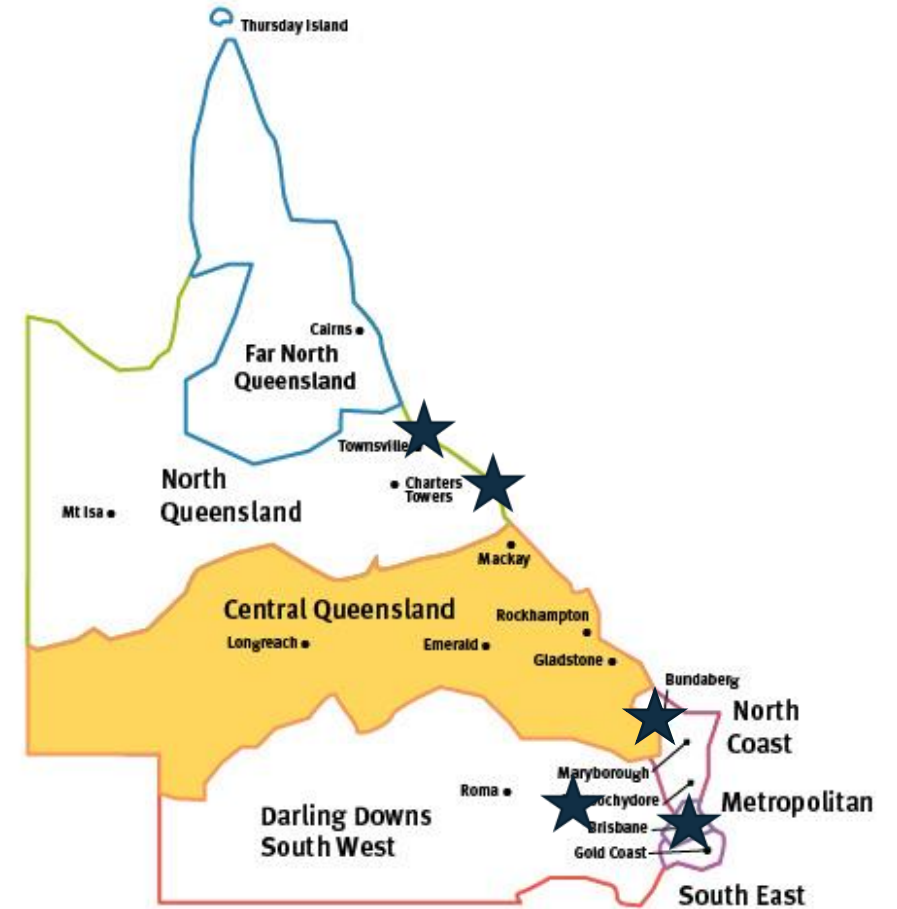 Thursday Island
Cairns
Far North
Queensland
Townsville
North
Queensland
Charters
Towers
Mt Isa
Mackay
Central Queensland
Rockhampton
Longreach
Emerald
Gladstone
Bundaberg
North
Coast
Maryborough
Roma
Metropolitan
Darling Downs
South West
Brisbane
Gold Coast
South East